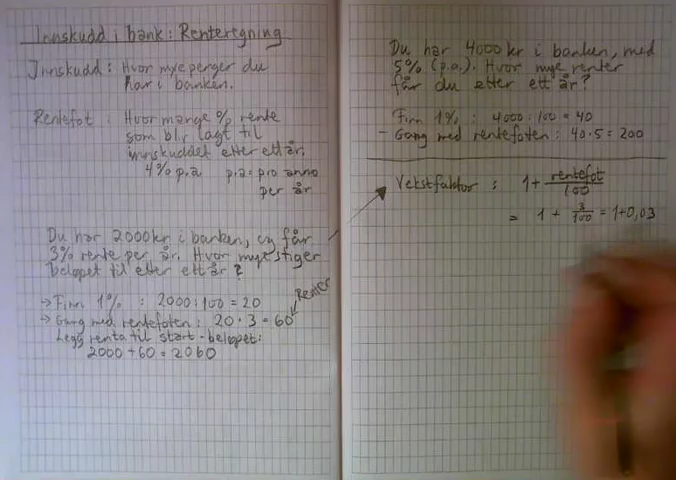 Innskudd i bank: Renteregning
Innskudd: Hvor mye penger du
har i banken.
Rentefot: Hvor mange % rente
som blir lagt til
innskuddet etter ett år.
4% p.a p.a = pro anno
per år
Du har 2000kr i banken, og får
3% rente per år. Hvor mye stiger
beløpet til etter ett år?
→ Finn 1% : 2000:100 = 20
→ Gang med rentefoten: 20 · 3 = 60
Renter
Legg renta til start-beløpet:
2000 + 60 = 2060
Du har 4000kr i banken, med
5% (p.a.). Hvor mye renter
får du etter ett år?
Finn 1% : 4000:100 = 40
- Gang med rentefoten: 40·5 = 200
Vekstfaktor : 1 + rentefot/100
= 1 + 3/100 = 1+0,03